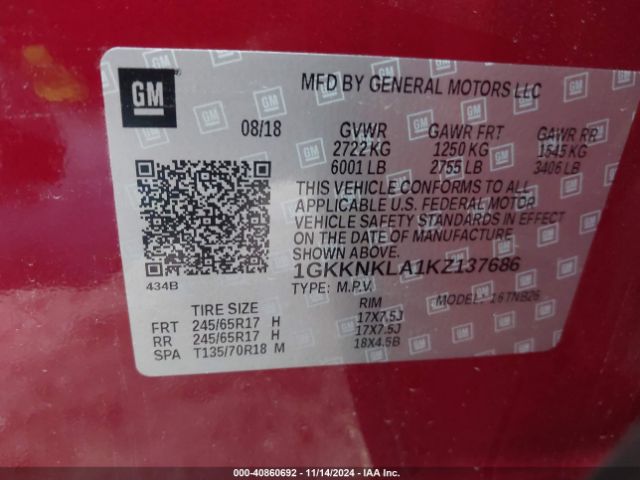 GM
MFD BY GENERAL MOTORS LLC
08/18 GVWR GAWR FRT GAWR RR
2722 KG 1250 KG 1545 KG
6001 LB 2755 LB 3406 LB
THIS VEHICLE CONFORMS TO ALL
APPLICABLE U.S. FEDERAL MOTOR
VEHICLE SAFETY STANDARDS IN EFFECT
ON THE DATE OF MANUFACTURE
SHOWN ABOVE.
1GKKNKLA1KZ137686
434B TYPE: M.P.V. MODEL: 16TNB26
TIRE SIZE RIM
FRT 245/65R17 H 17X7.5J
RR 245/65R17 H 17X7.5J
SPA T135/70R18 M 18X4.5B
000-40860692 - 11/14/2024 - IAA Inc.